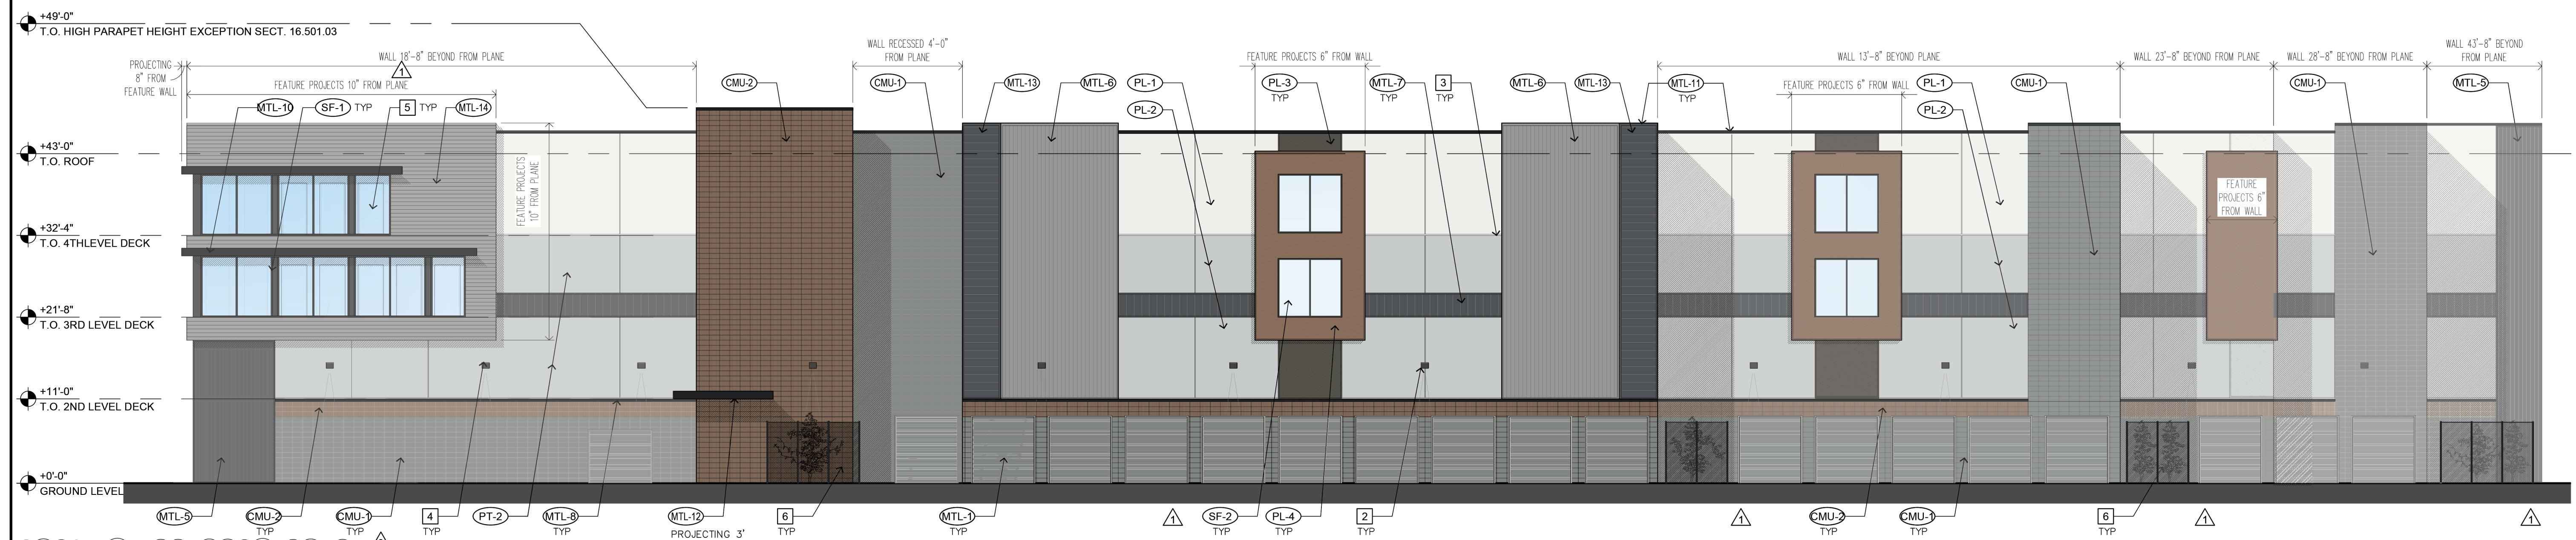 +49'-0"
T.O. HIGH PARAPET HEIGHT EXCEPTION SECT. 16.501.03
PROJECTING
8" FROM
FEATURE WALL
WALL 18'-8" BEYOND FROM PLANE
1
FEATURE PROJECTS 10" FROM PLANE
WALL RECESSED 4'-0"
FROM PLANE
FEATURE PROJECTS 6" FROM WALL
WALL 13'-8" BEYOND PLANE
FEATURE PROJECTS 6" FROM WALL
WALL 23'-8" BEYOND FROM PLANE
WALL 28'-8" BEYOND FROM PLANE
WALL 43'-8" BEYOND
FROM PLANE
MTL-10
SF-1 TYP
5 TYP
MTL-14
CMU-2
CMU-1
MTL-13
MTL-6
PL-1
PL-2
PL-3
TYP
MTL-7
TYP
3
TYP
MTL-6
MTL-13
MTL-11
TYP
PL-1
PL-2
CMU-1
CMU-1
MTL-5
+43'-0"
T.O. ROOF
FEATURE PROJECTS
10" FROM PLANE
FEATURE
PROJECTS 6"
FROM WALL
+32'-4"
T.O. 4THLEVEL DECK
+21'-8"
T.O. 3RD LEVEL DECK
+11'-0"
T.O. 2ND LEVEL DECK
+0'-0"
GROUND LEVEL
MTL-5
CMU-2
TYP
CMU-1
TYP
4
TYP
PT-2
MTL-8
TYP
MTL-12
PROJECTING 3'
6
TYP
MTL-1
TYP
1
SF-2
TYP
PL-4
TYP
2
TYP
1
CMU-2
TYP
CMU-1
TYP
6
TYP
1
1